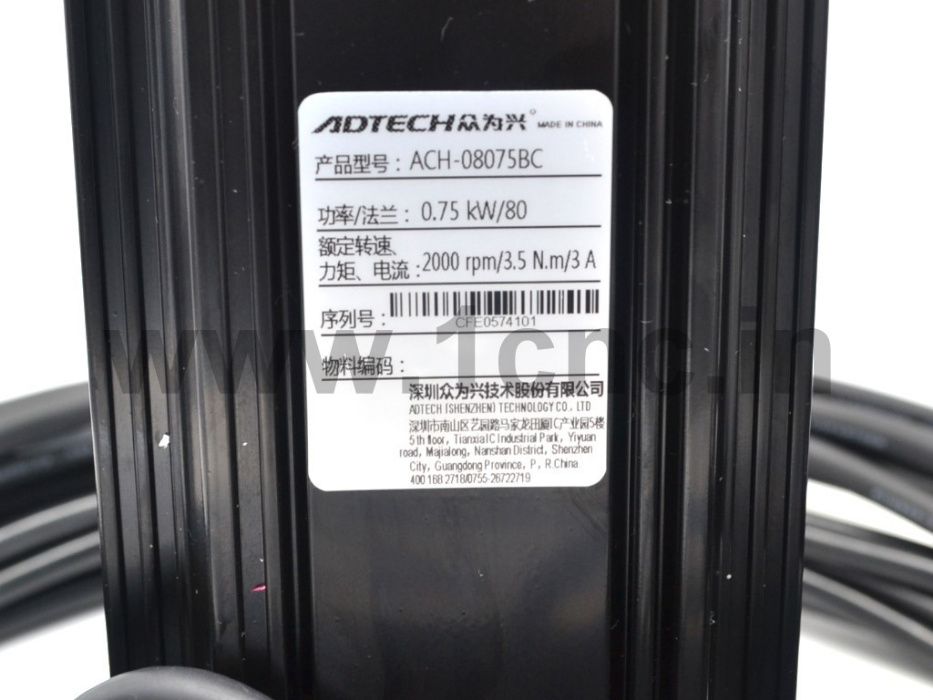 ADTECH众为兴® MADE IN CHINA
产品型号: ACH-08075BC
功率/法兰: 0.75 kW/80
额定转速、
力矩、电流: 2000 rpm/3.5 N.m/3 A
序列号:
CFE0574101
www.1cnc.in
物料编码:
深圳众为兴技术股份有限公司
ADTECH (SHENZHEN) TECHNOLOGY CO., LTD
深圳市南山区艺园路马家龙田厦IC产业园5楼
5th floor, Tianxia IC Industrial Park, Yiyuan
road, Majialong, Nanshan District, Shenzhen
City, Guangdong Province, P, R.China
400 168 2718/0755-26722719